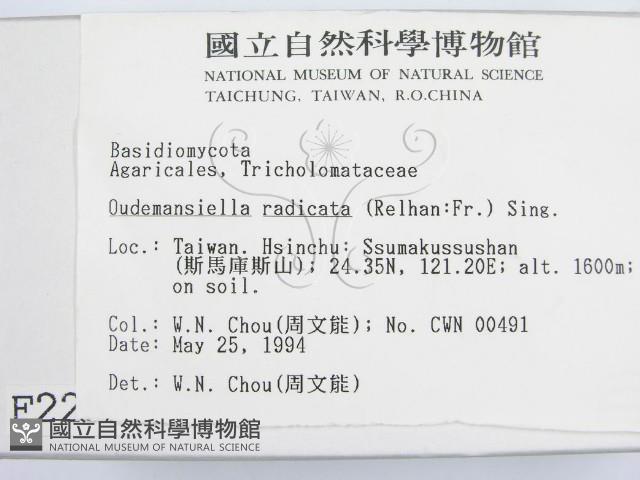 國立自然科學博物館
NATIONAL MUSEUM OF NATURAL SCIENCE
TAICHUNG, TAIWAN, R.O.CHINA
Basidiomycota
Agaricales, Tricholomataceae
Oudemansiella radicata (Relhan:Fr.) Sing.
Loc.: Taiwan. Hsinchu: Ssumakussushan
(斯馬庫斯山); 24.35N, 121.20E; alt. 1600m;
on soil.
Col.: W.N. Chou(周文能); No. CWN 00491
Date: May 25, 1994
Det.: W.N. Chou(周文能)
F22
國立自然科學博物館
NATIONAL MUSEUM OF NATURAL SCIENCE